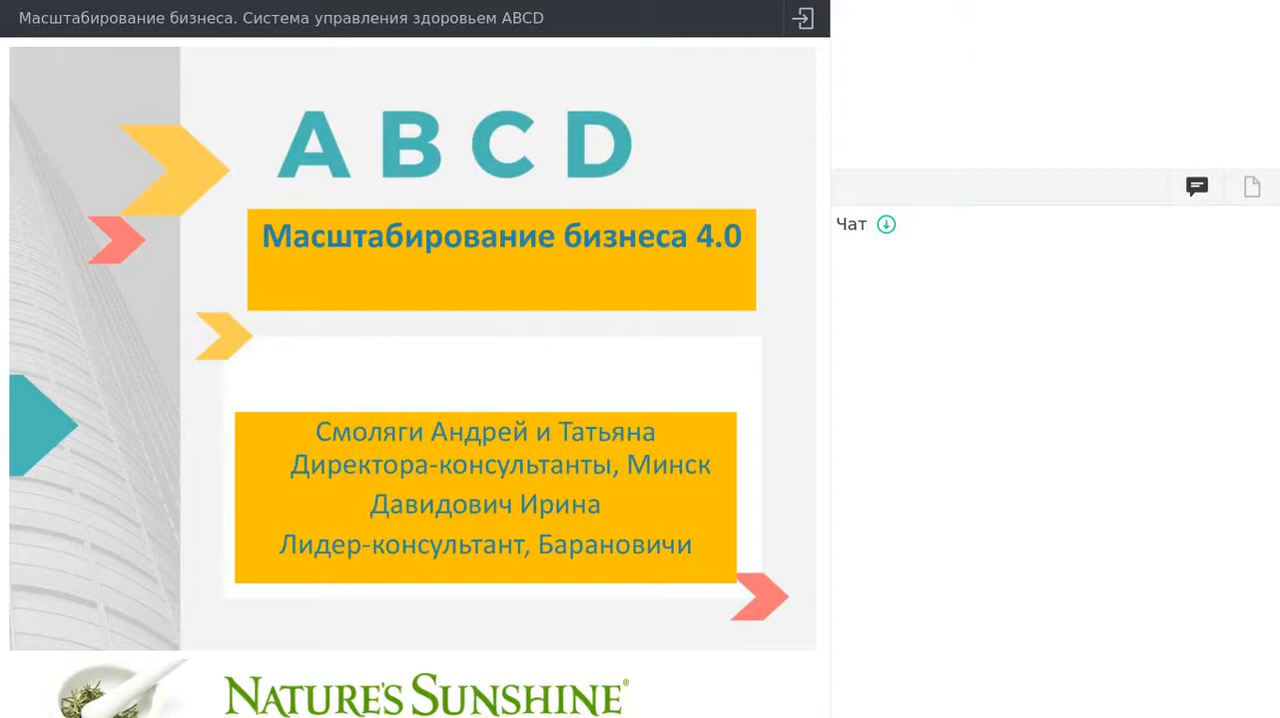 Масштабирование бизнеса. Система управления здоровьем ABCD
A B C D
Масштабирование бизнеса 4.0
Смоляги Андрей и Татьяна
Директора-консультанты, Минск
Давидович Ирина
Лидер-консультант, Барановичи
NATURE'S SUNSHINE®
Чат